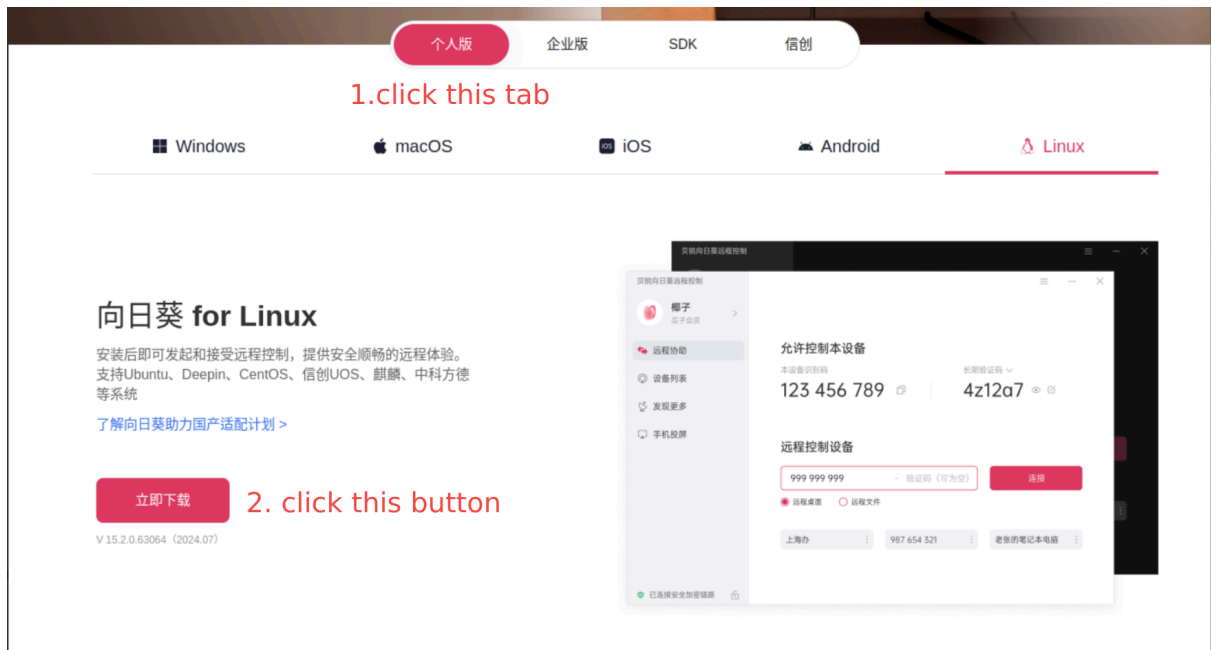 个人版 企业版 SDK 信创
1.click this tab
Windows macOS iOS Android Linux
贝锐向日葵远程控制
贝锐向日葵远程控制
椰子
瓜子会员
远程协助
设备列表
发现更多
手机投屏
已连接安全加密链路
允许控制本设备
本设备识别码 长期验证码
123 456 789 4z12a7
远程控制设备
999 999 999 - 验证码（可为空） 连接
远程桌面 远程文件
上海办 987 654 321 老张的笔记本电脑
向日葵 for Linux
安装后即可发起和接受远程控制，提供安全顺畅的远程体验。
支持Ubuntu、Deepin、CentOS、信创UOS、麒麟、中科方德
等系统
了解向日葵助力国产适配计划 >
立即下载 2. click this button
V 15.2.0.63064（2024.07）